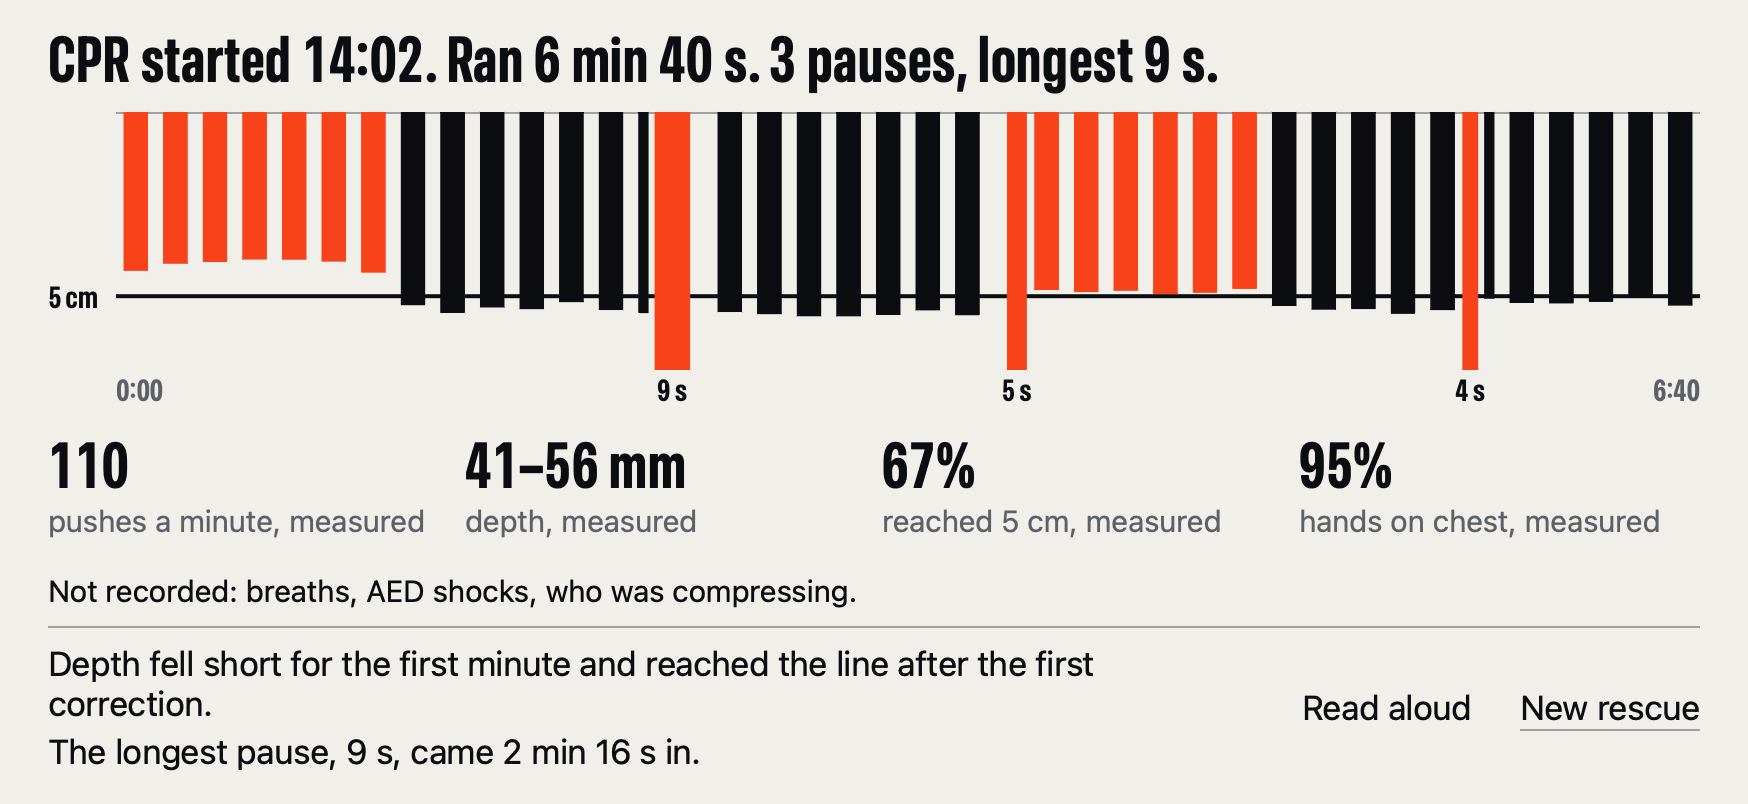 CPR started 14:02. Ran 6 min 40 s. 3 pauses, longest 9 s.
5 cm
0:00
9 s
5 s
4 s
6:40
110
pushes a minute, measured
41–56 mm
depth, measured
67%
reached 5 cm, measured
95%
hands on chest, measured
Not recorded: breaths, AED shocks, who was compressing.
Depth fell short for the first minute and reached the line after the first
correction.
The longest pause, 9 s, came 2 min 16 s in.
Read aloud
New rescue